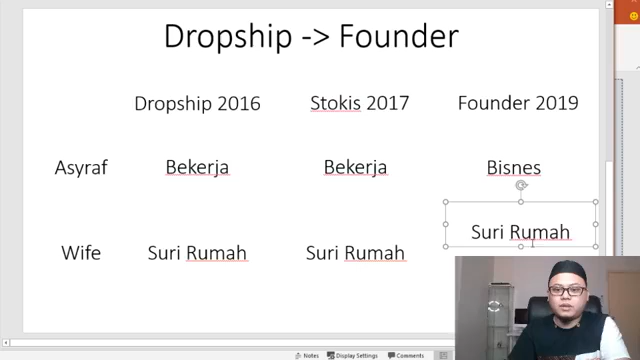 Dropship -> Founder
Dropship 2016 Stokis 2017 Founder 2019
Asyraf Bekerja Bekerja Bisnes
Suri Rumah
Wife Suri Rumah Suri Rumah
Notes Display Settings Comments